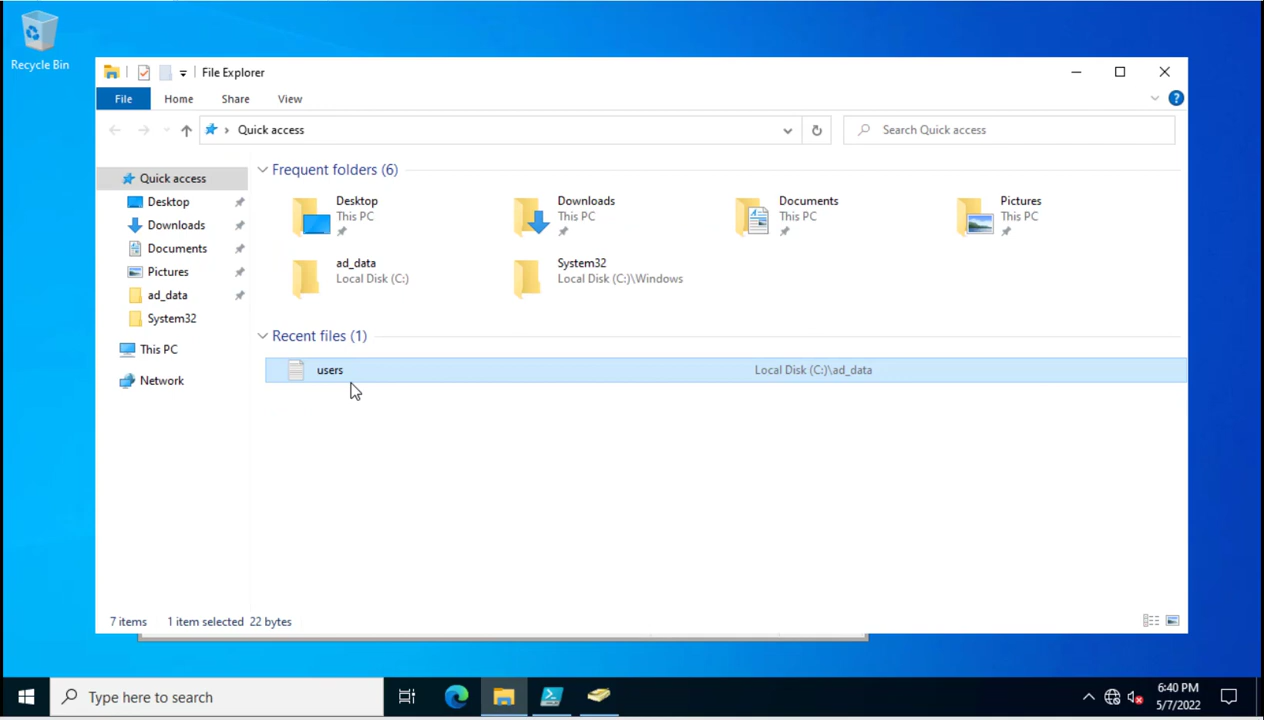 Recycle Bin
File Explorer
File
Home
Share
View
Quick access
Search Quick access
Quick access
Desktop
Downloads
Documents
Pictures
ad_data
System32
This PC
Network
Frequent folders (6)
Desktop
This PC
Downloads
This PC
Documents
This PC
Pictures
This PC
ad_data
Local Disk (C:)
System32
Local Disk (C:)\Windows
Recent files (1)
users
Local Disk (C:)\ad_data
7 items
1 item selected 22 bytes
Type here to search
6:40 PM
5/7/2022